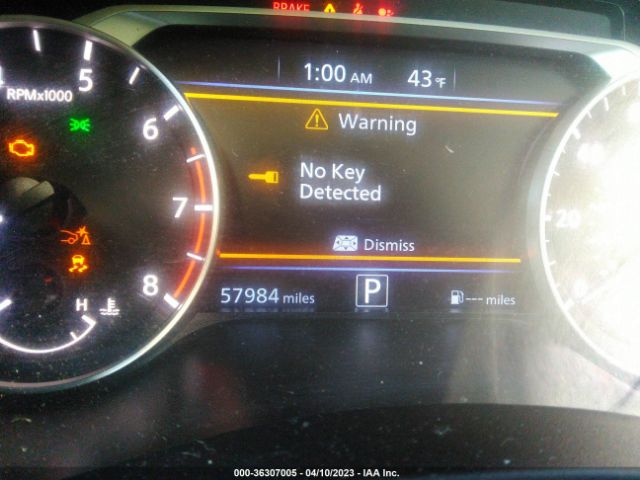 BRAKE
1:00 AM 43°F
5
RPMx1000
6
7
8
H
Warning
No Key
Detected
Dismiss
57984 miles
P
--- miles
20
0
000-36307005 - 04/10/2023 - IAA Inc.